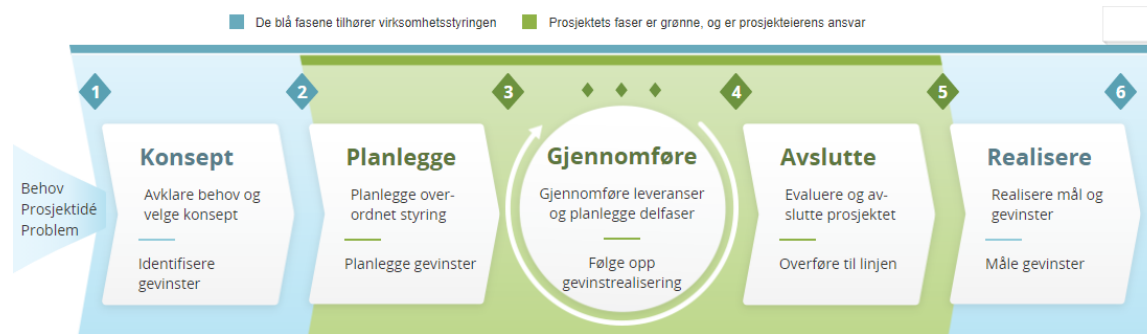 De blå fasene tilhører virksomhetsstyringen
Prosjektets faser er grønne, og er prosjekteierens ansvar
1
2
3
4
5
6
Behov
Prosjektidé
Problem
Konsept
Avklare behov og
velge konsept
Identifisere
gevinster
Planlegge
Planlegge over-
ordnet styring
Planlegge gevinster
Gjennomføre
Gjennomføre leveranser
og planlegge delfaser
Følge opp
gevinstrealisering
Avslutte
Evaluere og av-
slutte prosjektet
Overføre til linjen
Realisere
Realisere mål og
gevinster
Måle gevinster